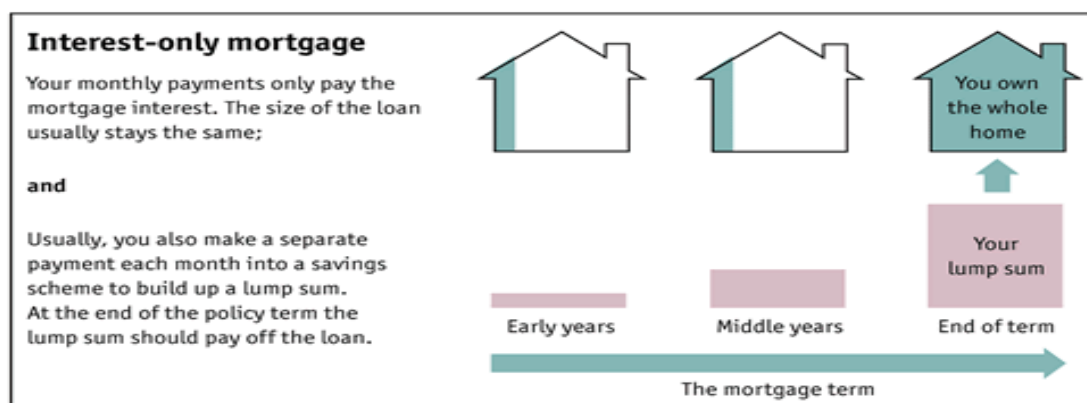 Interest-only mortgage
Your monthly payments only pay the
mortgage interest. The size of the loan
usually stays the same;
and
Usually, you also make a separate
payment each month into a savings
scheme to build up a lump sum.
At the end of the policy term the
lump sum should pay off the loan.
You own
the whole
home
Your
lump sum
Early years
Middle years
End of term
The mortgage term